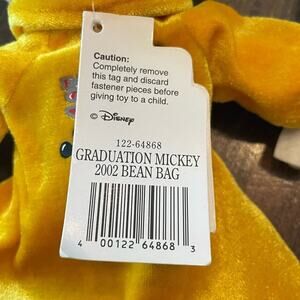 Caution:
Completely remove
this tag and discard
fastener pieces before
giving toy to a child.
© Disney
122-64868
GRADUATION MICKEY
2002 BEAN BAG
4 00122 64868 3